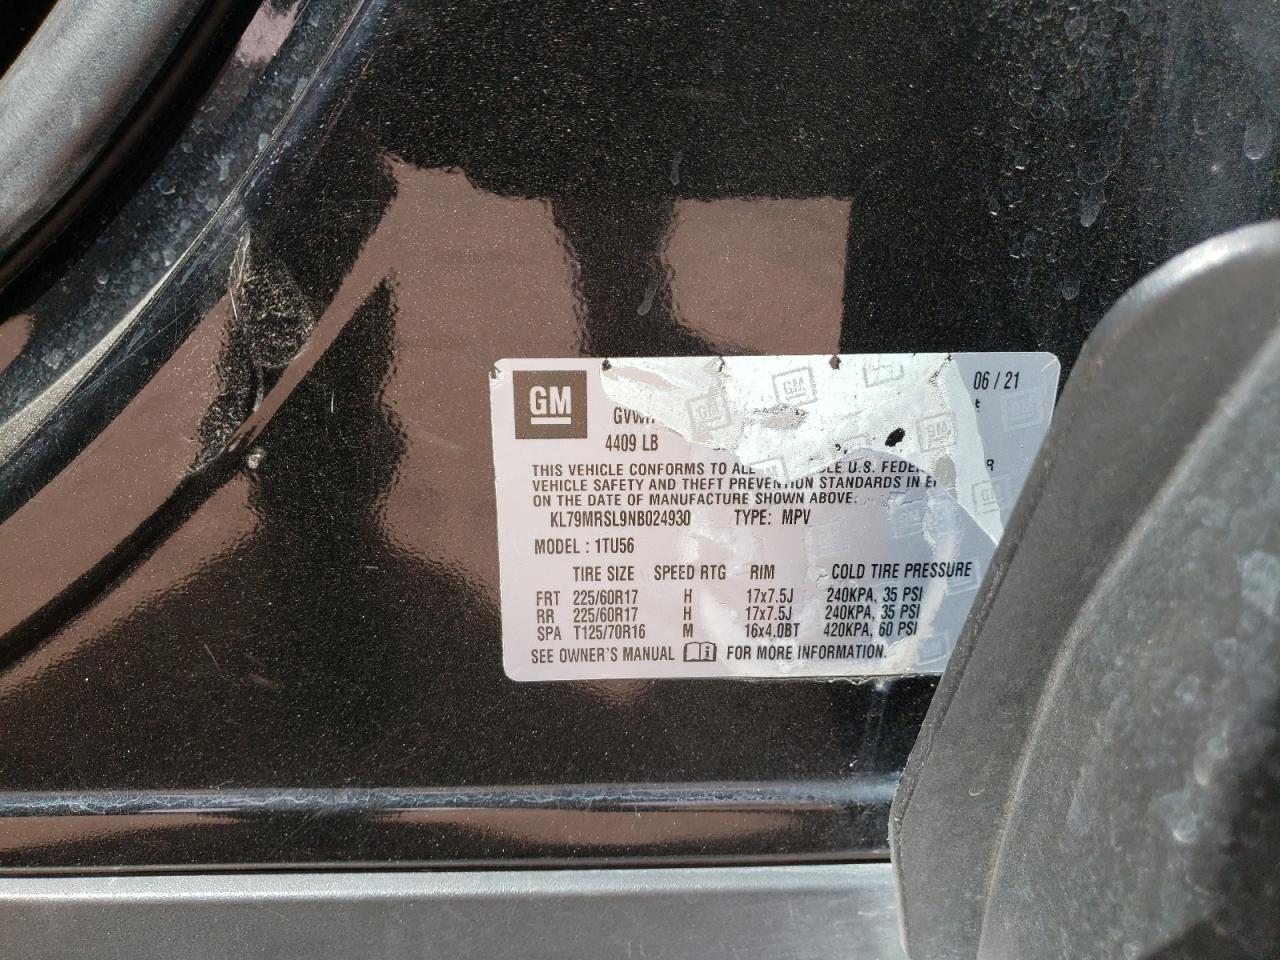 GM
06 / 21
4409 LB
THIS VEHICLE CONFORMS TO ALL U.S.
VEHICLE SAFETY AND THEFT PREVENTION STANDARDS IN
ON THE DATE OF MANUFACTURE SHOWN ABOVE.
KL79MRSL9NB024930 TYPE: MPV
MODEL : 1TU56
TIRE SIZE SPEED RTG RIM COLD TIRE PRESSURE
FRT 225/60R17 H 17x7.5J 240KPA, 35 PSI
RR 225/60R17 H 17x7.5J 240KPA, 35 PSI
SPA T125/70R16 M 16x4.0BT 420KPA, 60 PSI
SEE OWNER'S MANUAL FOR MORE INFORMATION.